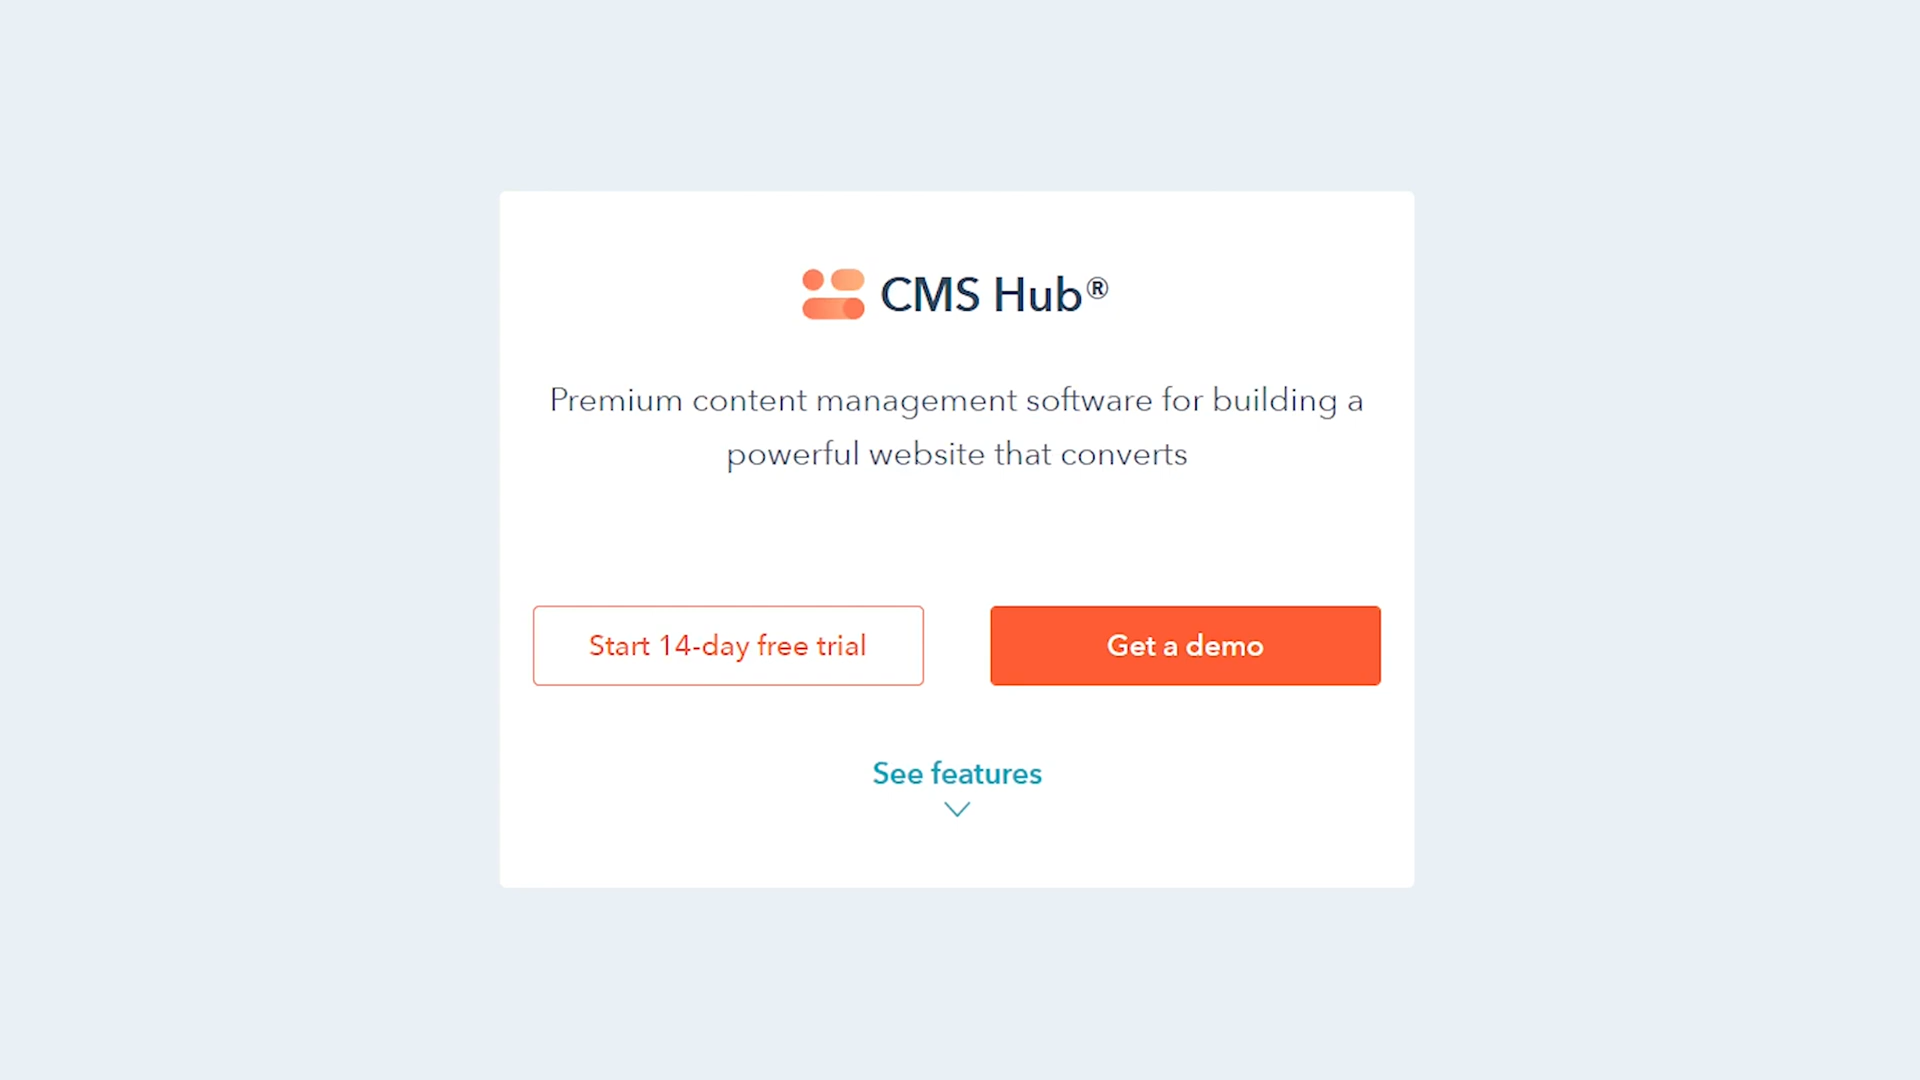 CMS Hub®
Premium content management software for building a
powerful website that converts
Start 14-day free trial
Get a demo
See features